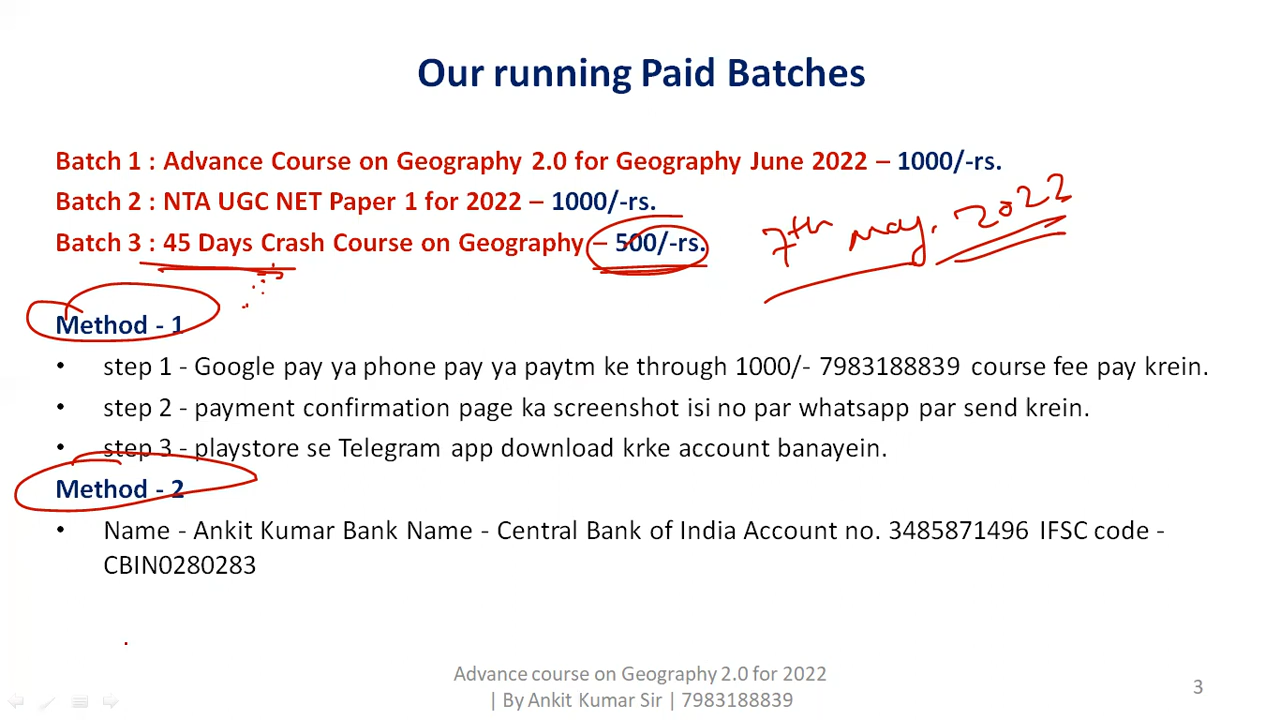 Our running Paid Batches
Batch 1 : Advance Course on Geography 2.0 for Geography June 2022 – 1000/-rs.
Batch 2 : NTA UGC NET Paper 1 for 2022 – 1000/-rs.
Batch 3 : 45 Days Crash Course on Geography – 500/-rs.
7th may. 2022
Method - 1
• step 1 - Google pay ya phone pay ya paytm ke through 1000/- 7983188839 course fee pay krein.
• step 2 - payment confirmation page ka screenshot isi no par whatsapp par send krein.
• step 3 - playstore se Telegram app download krke account banayein.
Method - 2
• Name - Ankit Kumar Bank Name - Central Bank of India Account no. 3485871496 IFSC code -
CBIN0280283
Advance course on Geography 2.0 for 2022
| By Ankit Kumar Sir | 7983188839
3